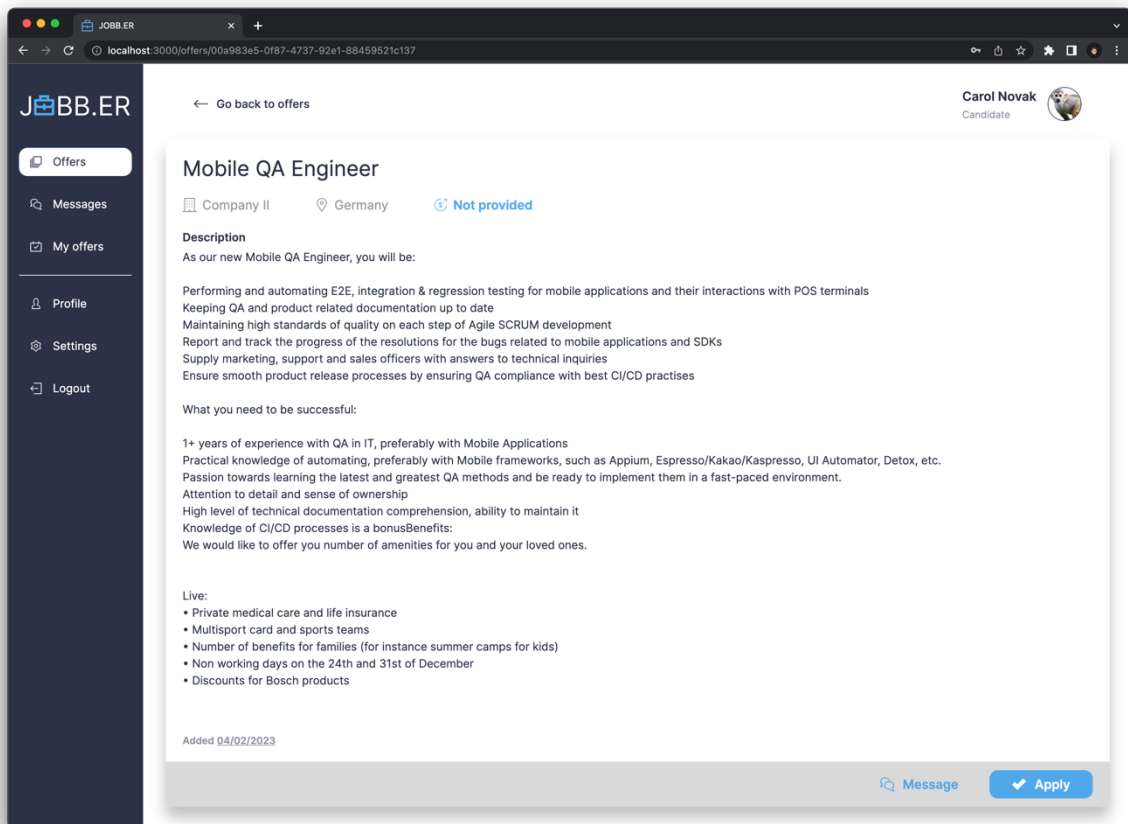 JOBB.ER
localhost:3000/offers/00a983e5-0f87-4737-92e1-88459521c137
JOBB.ER
Go back to offers
Carol Novak
Candidate
Offers
Messages
My offers
Profile
Settings
Logout
Mobile QA Engineer
Company II
Germany
Not provided
Description
As our new Mobile QA Engineer, you will be:
Performing and automating E2E, integration & regression testing for mobile applications and their interactions with POS terminals
Keeping QA and product related documentation up to date
Maintaining high standards of quality on each step of Agile SCRUM development
Report and track the progress of the resolutions for the bugs related to mobile applications and SDKs
Supply marketing, support and sales officers with answers to technical inquiries
Ensure smooth product release processes by ensuring QA compliance with best CI/CD practises
What you need to be successful:
1+ years of experience with QA in IT, preferably with Mobile Applications
Practical knowledge of automating, preferably with Mobile frameworks, such as Appium, Espresso/Kakao/Kaspresso, UI Automator, Detox, etc.
Passion towards learning the latest and greatest QA methods and be ready to implement them in a fast-paced environment.
Attention to detail and sense of ownership
High level of technical documentation comprehension, ability to maintain it
Knowledge of CI/CD processes is a bonusBenefits:
We would like to offer you number of amenities for you and your loved ones.
Live:
• Private medical care and life insurance
• Multisport card and sports teams
• Number of benefits for families (for instance summer camps for kids)
• Non working days on the 24th and 31st of December
• Discounts for Bosch products
Added 04/02/2023
Message
Apply